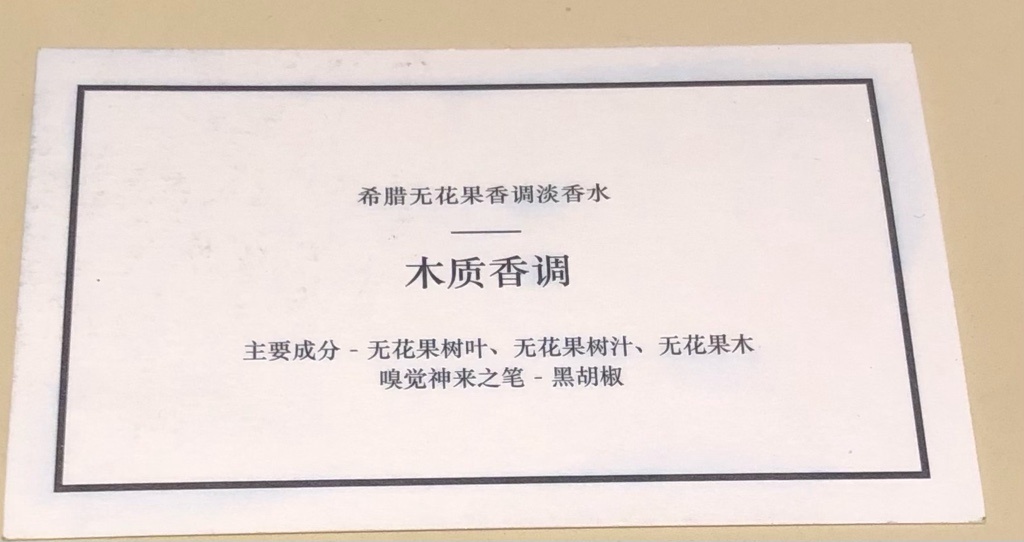 希腊无花果香调淡香水
木质香调
主要成分 - 无花果树叶、无花果树汁、无花果木
嗅觉神来之笔 - 黑胡椒